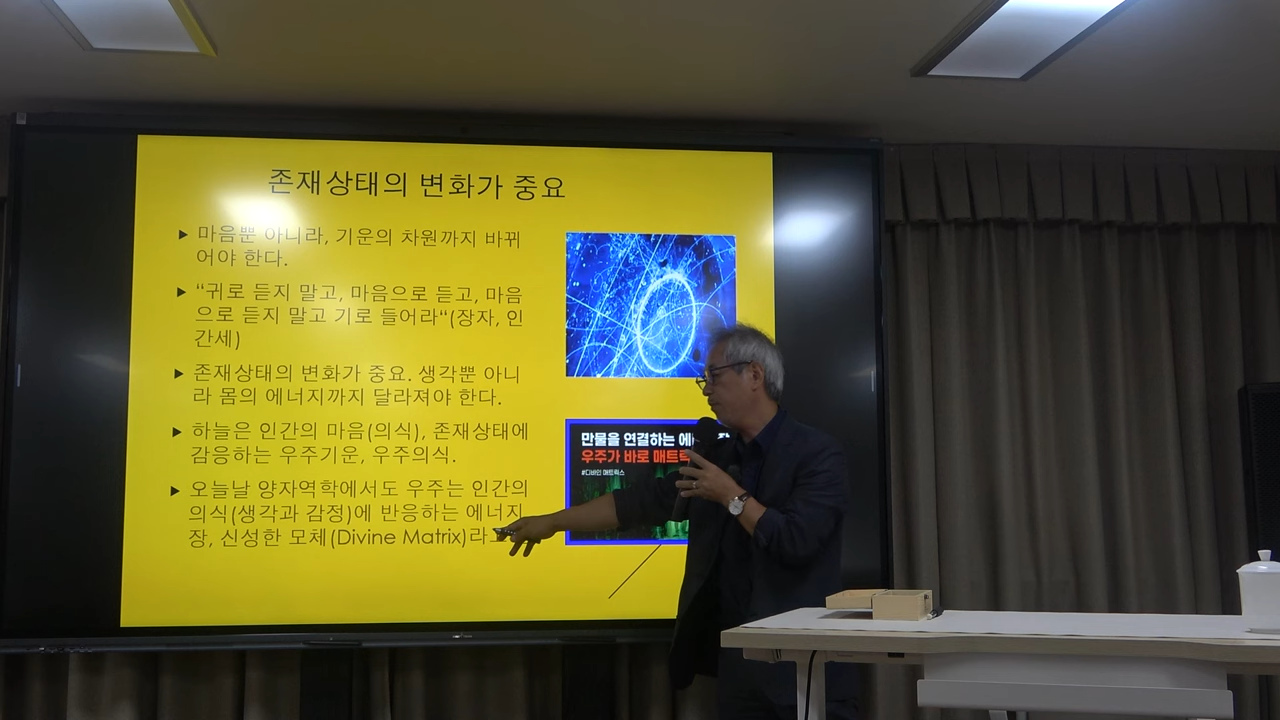 존재상태의 변화가 중요
▶ 마음뿐 아니라, 기운의 차원까지 바뀌
어야 한다.
▶ “귀로 듣지 말고, 마음으로 듣고, 마음
으로 듣지 말고 기로 들어라“(장자, 인
간세)
▶ 존재상태의 변화가 중요. 생각뿐 아니
라 몸의 에너지까지 달라져야 한다.
▶ 하늘은 인간의 마음(의식), 존재상태에
감응하는 우주기운, 우주의식.
▶ 오늘날 양자역학에서도 우주는 인간의
의식(생각과 감정)에 반응하는 에너지
장, 신성한 모체(Divine Matrix)라
만물을 연결하는
우주가 바로 매트릭
#디바인 매트릭스